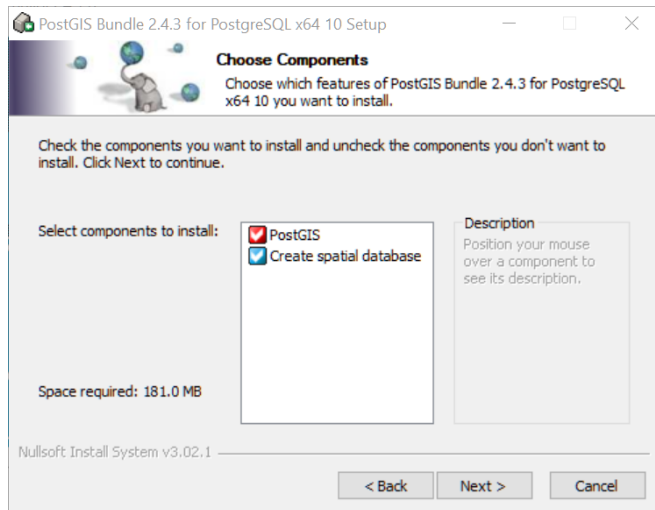 PostGIS Bundle 2.4.3 for PostgreSQL x64 10 Setup
Choose Components
Choose which features of PostGIS Bundle 2.4.3 for PostgreSQL
x64 10 you want to install.
Check the components you want to install and uncheck the components you don't want to
install. Click Next to continue.
Select components to install:
PostGIS
Create spatial database
Description
Position your mouse
over a component to
see its description.
Space required: 181.0 MB
Nullsoft Install System v3.02.1
< Back
Next >
Cancel